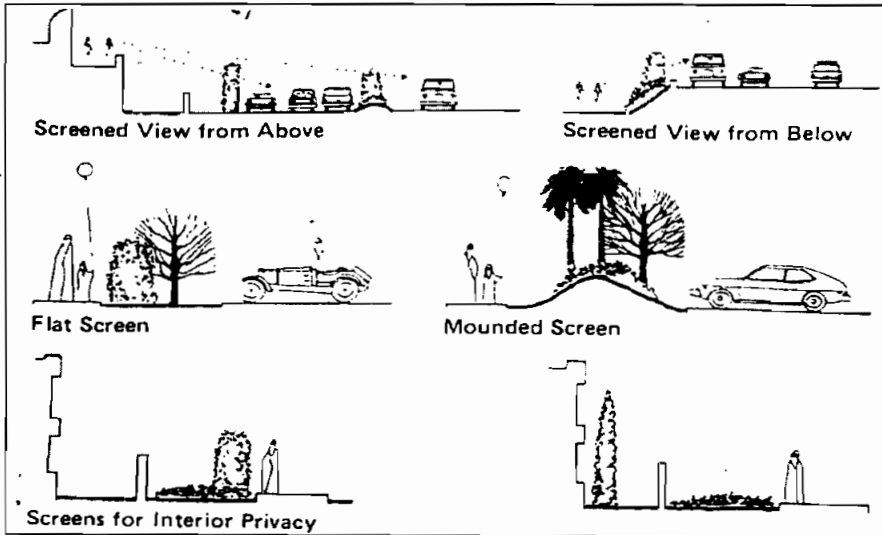 Screened View from Above
Screened View from Below
Flat Screen
Mounded Screen
Screens for Interior Privacy